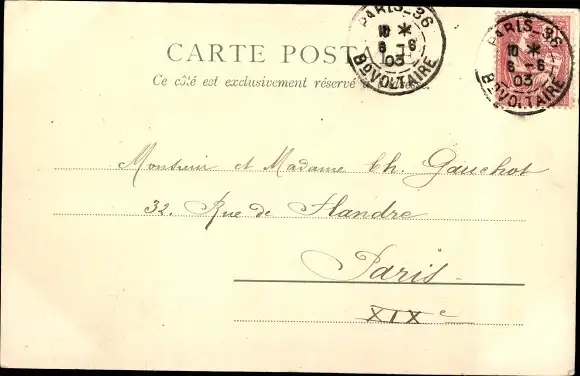 CARTE POSTALE
Ce côté est exclusivement réservé
PARIS-36
10 *
6 -6
03
Bd VOLTAIRE
PARIS-36
10 *
6 -6
03
Bd VOLTAIRE
Monsieur et Madame Ch. Gauchot
32. Rue de Flandre
Paris
XIXe